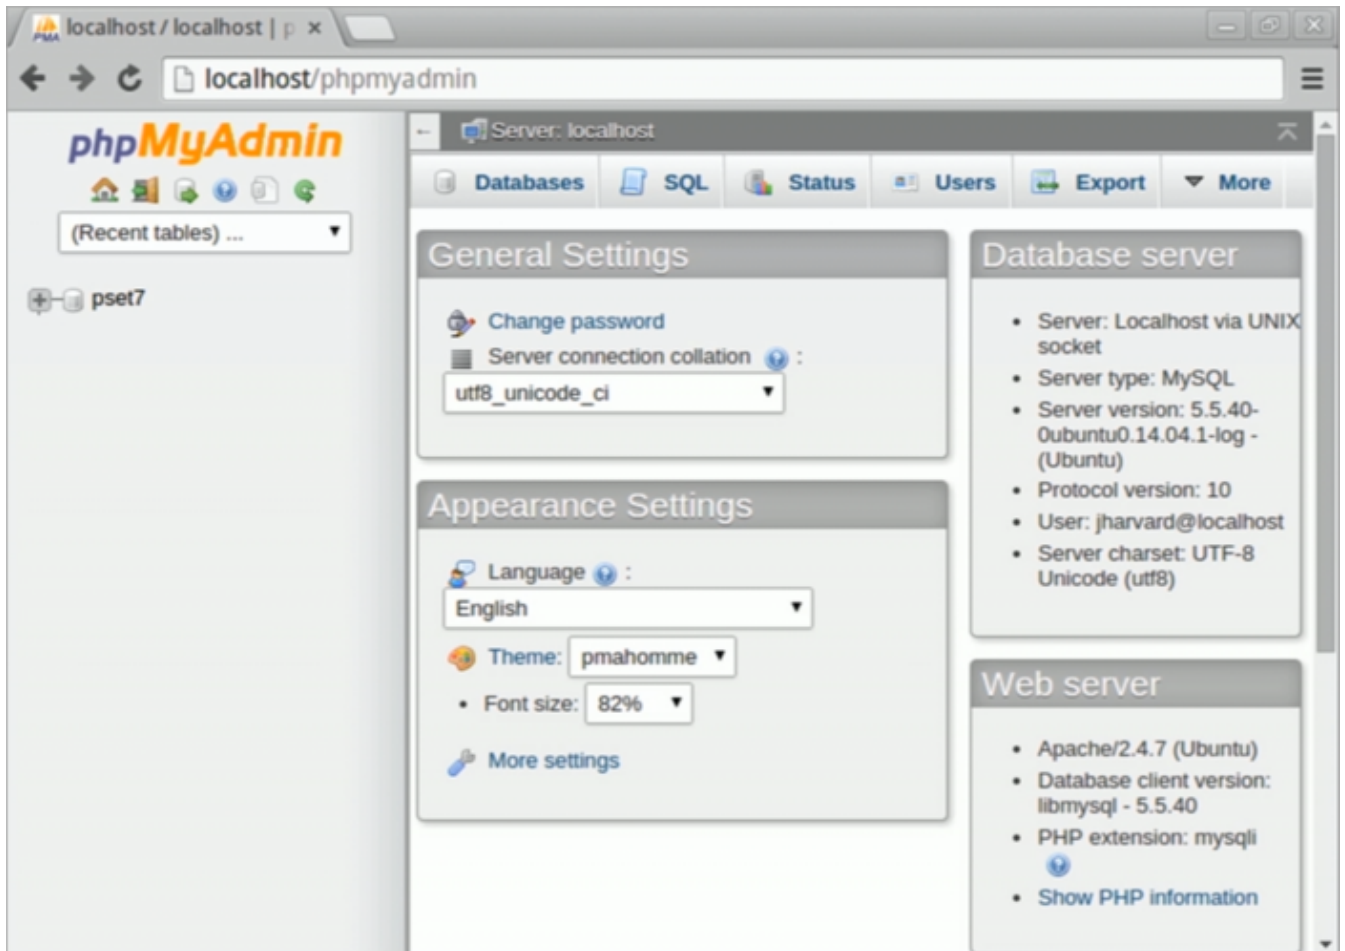 localhost / localhost | p
localhost/phpmyadmin
phpMyAdmin
(Recent tables) ...
pset7
Server: localhost
Databases SQL Status Users Export More
General Settings
Change password
Server connection collation :
utf8_unicode_ci
Appearance Settings
Language :
English
Theme: pmahomme
• Font size: 82%
More settings
Database server
• Server: Localhost via UNIX
socket
• Server type: MySQL
• Server version: 5.5.40-
0ubuntu0.14.04.1-log -
(Ubuntu)
• Protocol version: 10
• User: jharvard@localhost
• Server charset: UTF-8
Unicode (utf8)
Web server
• Apache/2.4.7 (Ubuntu)
• Database client version:
libmysql - 5.5.40
• PHP extension: mysqli
• Show PHP information